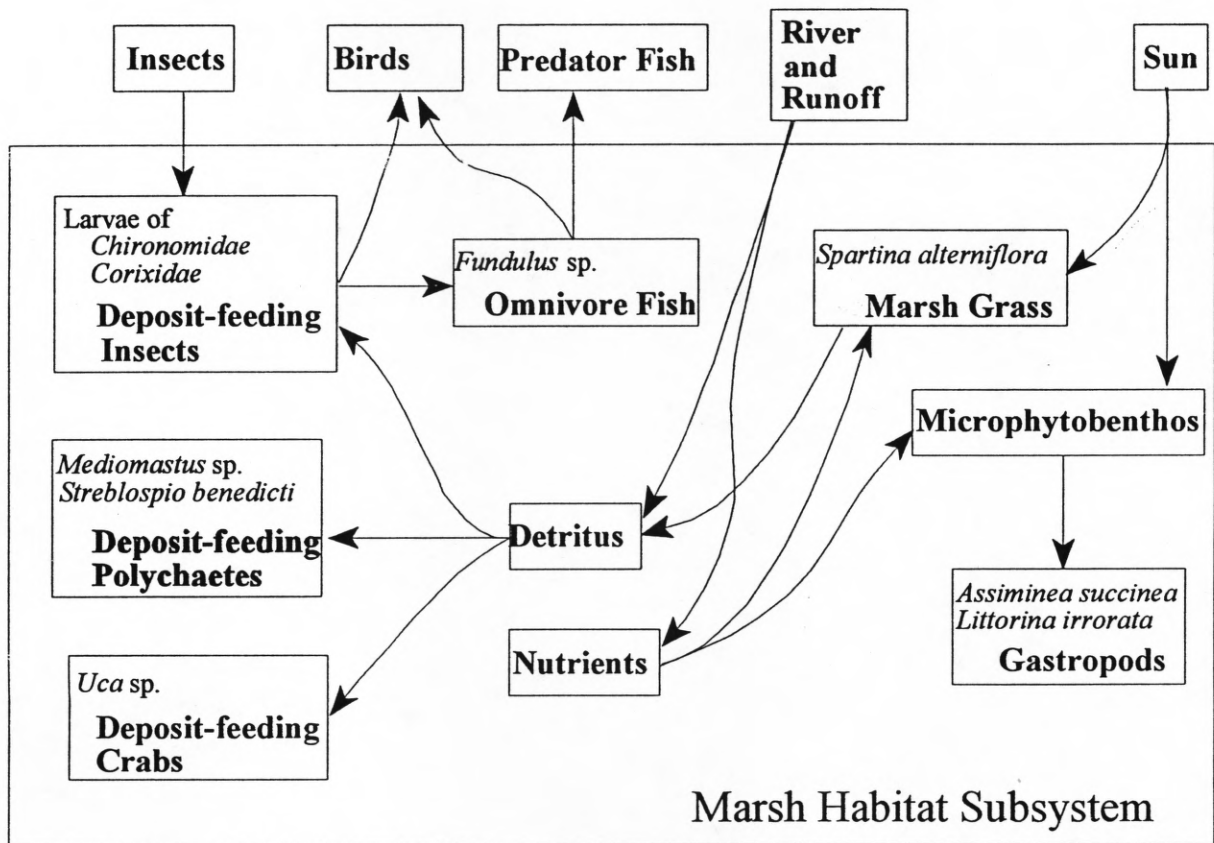 Insects
Birds
Predator Fish
River
and
Runoff
Sun
Larvae of
Chironomidae
Corixidae
Deposit-feeding
Insects
Fundulus sp.
Omnivore Fish
Spartina alterniflora
Marsh Grass
Microphytobenthos
Mediomastus sp.
Streblospio benedicti
Deposit-feeding
Polychaetes
Detritus
Assiminea succinea
Littorina irrorata
Gastropods
Nutrients
Uca sp.
Deposit-feeding
Crabs
Marsh Habitat Subsystem